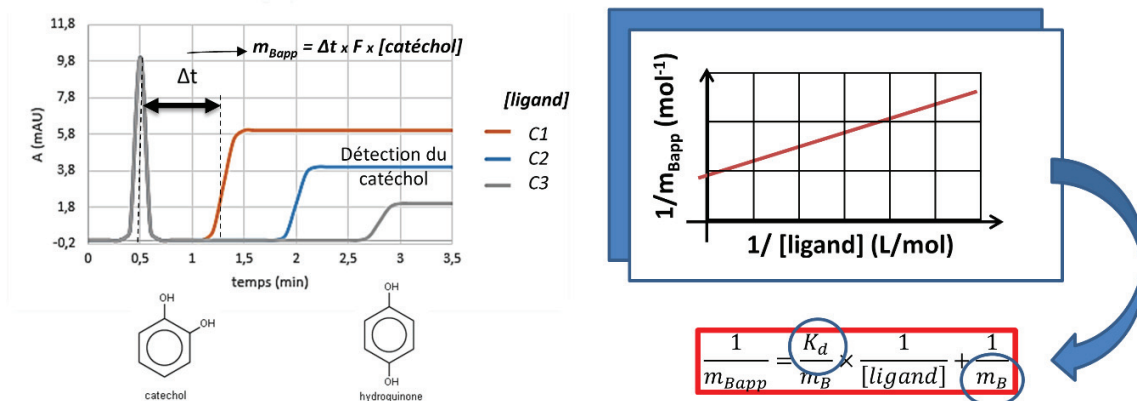 11,8
9,8
7,8
5,8
3,8
1,8
-0,2
A (mAU)
m_Bapp = Δt x F x [catéchol]
Δt
[ligand]
C1
C2
C3
Détection du
catéchol
0 0,5 1 1,5 2 2,5 3 3,5
temps (min)
OH
OH
catechol
OH
OH
hydroquinone
1/m_Bapp (mol⁻¹)
1/ [ligand] (L/mol)
1/m_Bapp = K_d/m_B × 1/[ligand] + 1/m_B